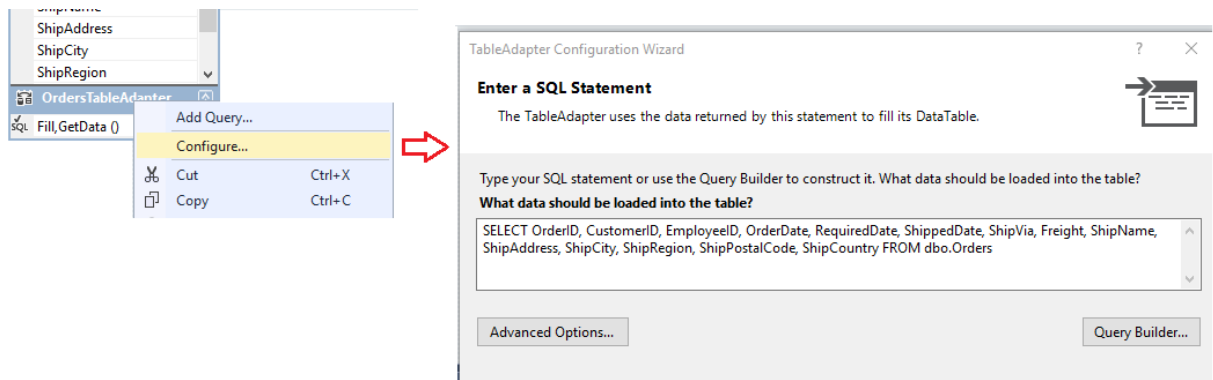 ShipName
ShipAddress
ShipCity
ShipRegion
OrdersTableAdapter
SQL Fill,GetData ()
Add Query...
Configure...
Cut Ctrl+X
Copy Ctrl+C
TableAdapter Configuration Wizard ? ×
Enter a SQL Statement
The TableAdapter uses the data returned by this statement to fill its DataTable.
Type your SQL statement or use the Query Builder to construct it. What data should be loaded into the table?
What data should be loaded into the table?
SELECT OrderID, CustomerID, EmployeeID, OrderDate, RequiredDate, ShippedDate, ShipVia, Freight, ShipName,
ShipAddress, ShipCity, ShipRegion, ShipPostalCode, ShipCountry FROM dbo.Orders
Advanced Options...
Query Builder...